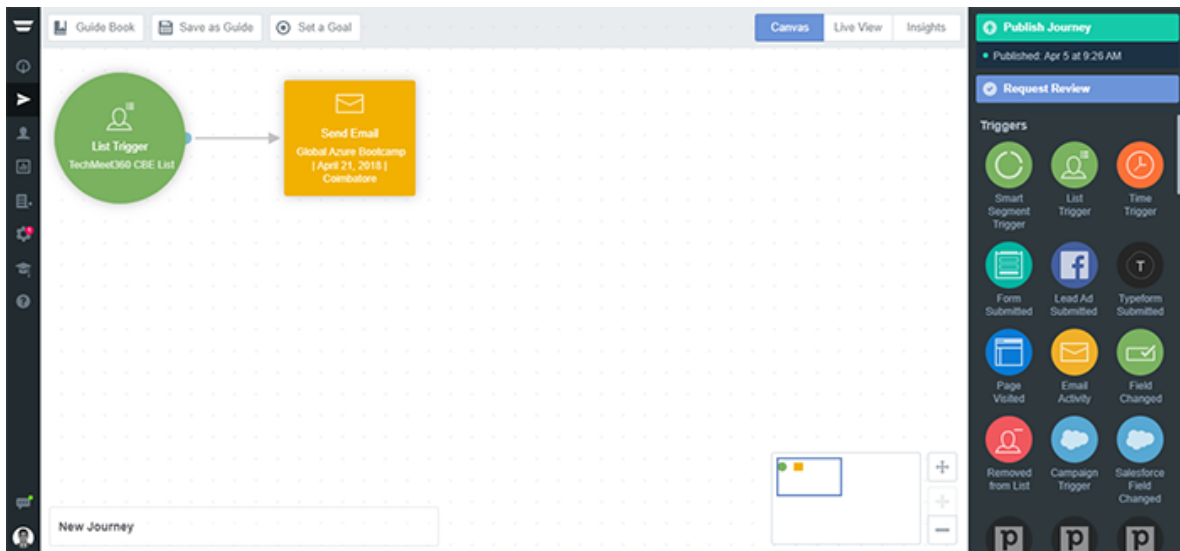 Guide Book
Save as Guide
Set a Goal
Canvas
Live View
Insights
Publish Journey
Published: Apr 5 at 9:26 AM
Request Review
List Trigger
TechMeet360 CBE List
Send Email
Global Azure Bootcamp
| April 21, 2018 |
Coimbatore
Triggers
Smart
Segment
Trigger
List
Trigger
Time
Trigger
Form
Submitted
Lead Ad
Submitted
T
Typeform
Submitted
Page
Visited
Email
Activity
Field
Changed
Removed
from List
Campaign
Trigger
Salesforce
Field
Changed
New Journey
p p p